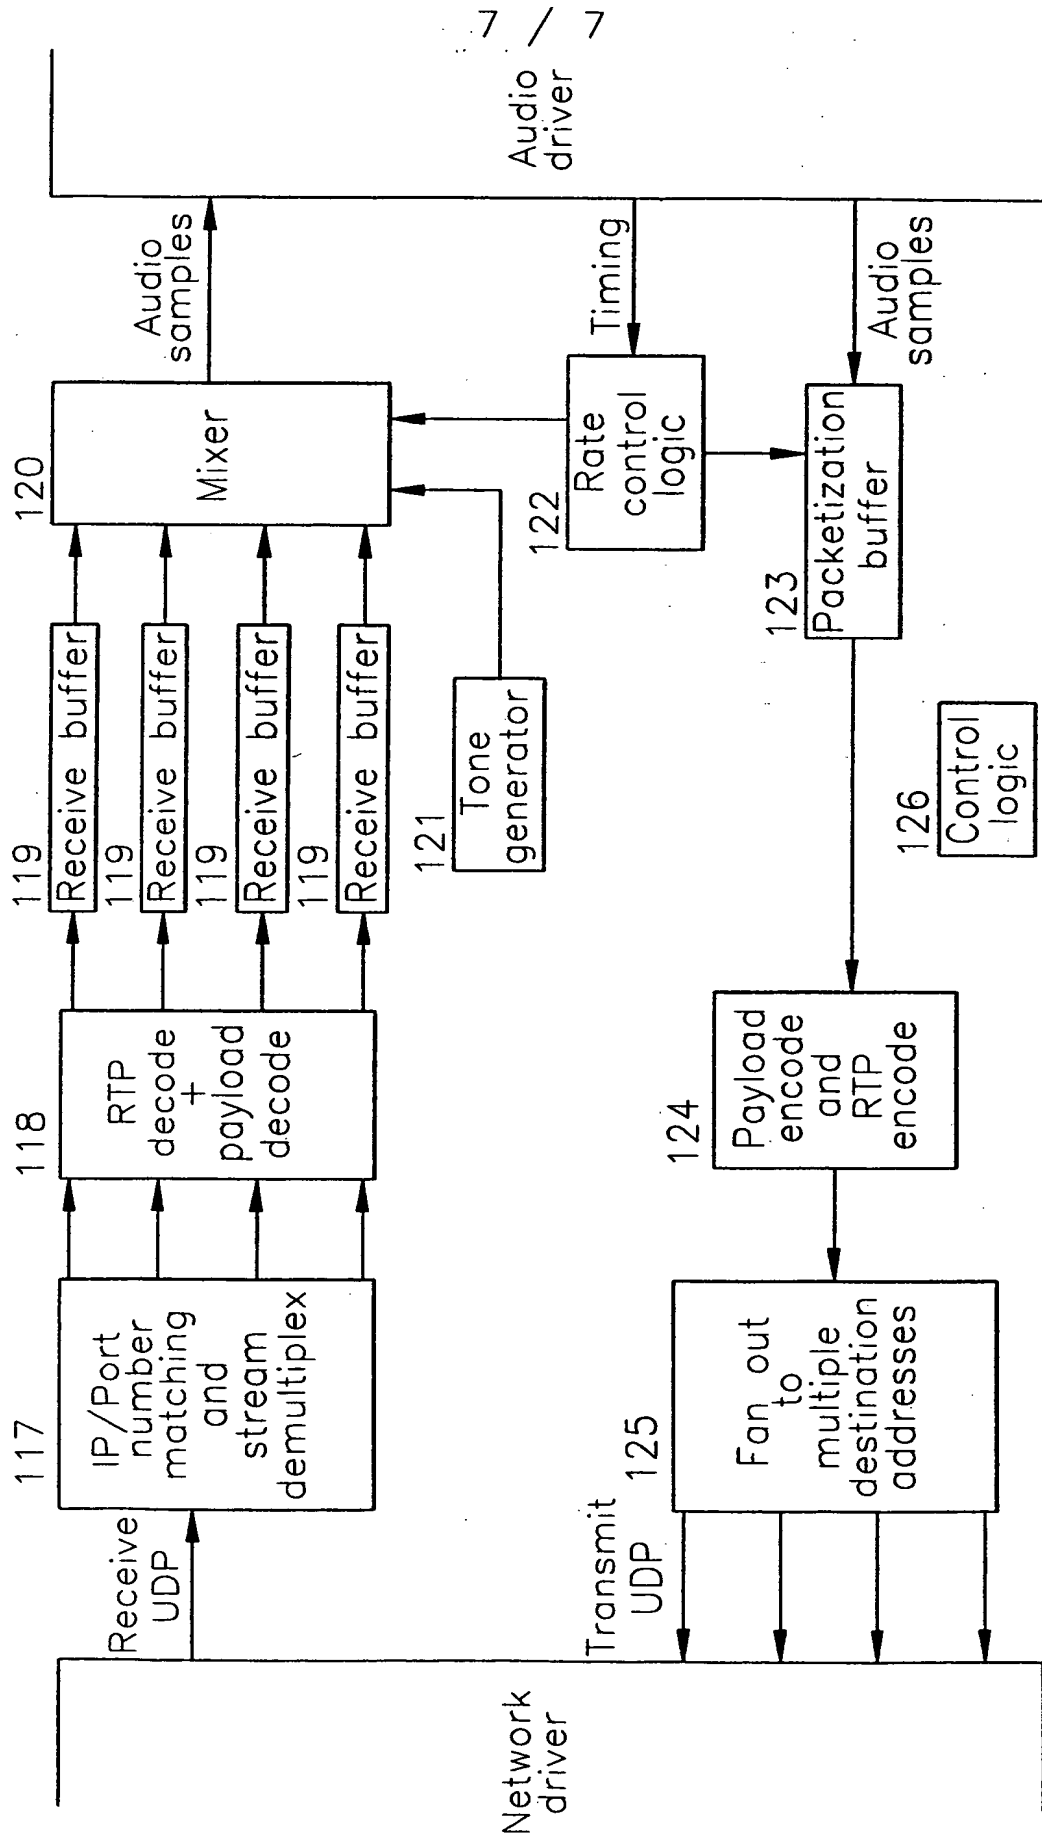 7 / 7
Network
driver
Receive
UDP
117
IP/Port
number
matching
and
stream
demultiplex
118
RTP
decode
+
payload
decode
119
Receive buffer
119
Receive buffer
119
Receive buffer
119
Receive buffer
120
Mixer
Audio
samples
Audio
driver
121
Tone
generator
122
Rate
control
logic
Timing
Transmit
UDP
125
Fan out
to
multiple
destination
addresses
124
Payload
encode
and
RTP
encode
126
Control
logic
123
Packetization
buffer
Audio
samples